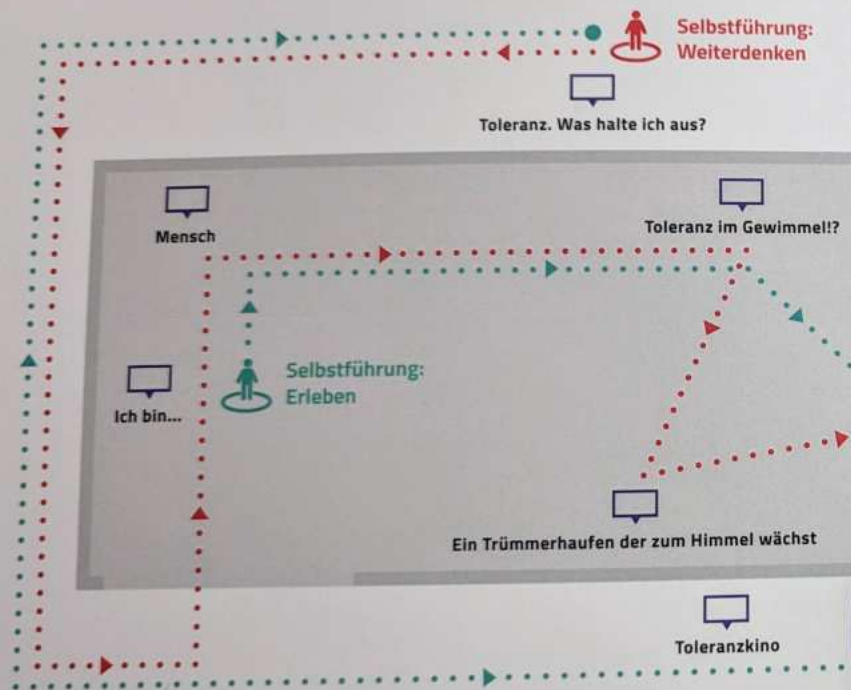 Selbstführung:
Weiterdenken
Toleranz. Was halte ich aus?
Mensch
Toleranz im Gewimmel!?
Selbstführung:
Erleben
Ich bin...
Ein Trümmerhaufen der zum Himmel wächst
Toleranzkino